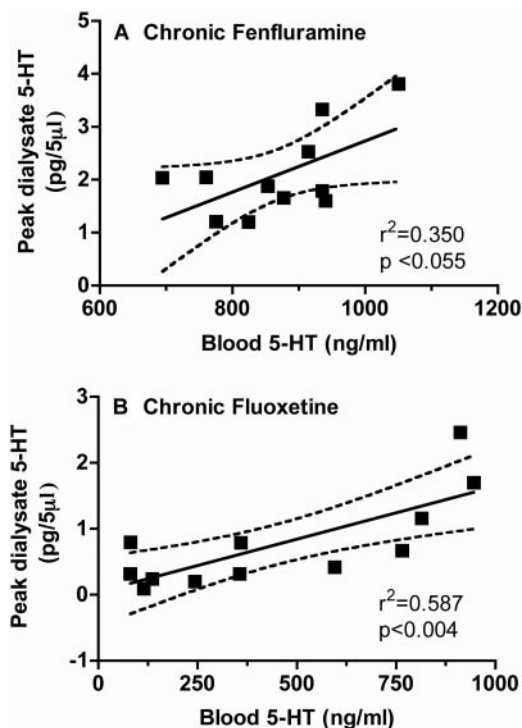 A Chronic Fenfluramine
Peak dialysate 5-HT
(pg/5µl)
5
4
3
2
1
0
r²=0.350
p <0.055
600
800
1000
1200
Blood 5-HT (ng/ml)
B Chronic Fluoxetine
Peak dialysate 5-HT
(pg/5µl)
3
2
1
0
-1
r²=0.587
p<0.004
0
250
500
750
1000
Blood 5-HT (ng/ml)